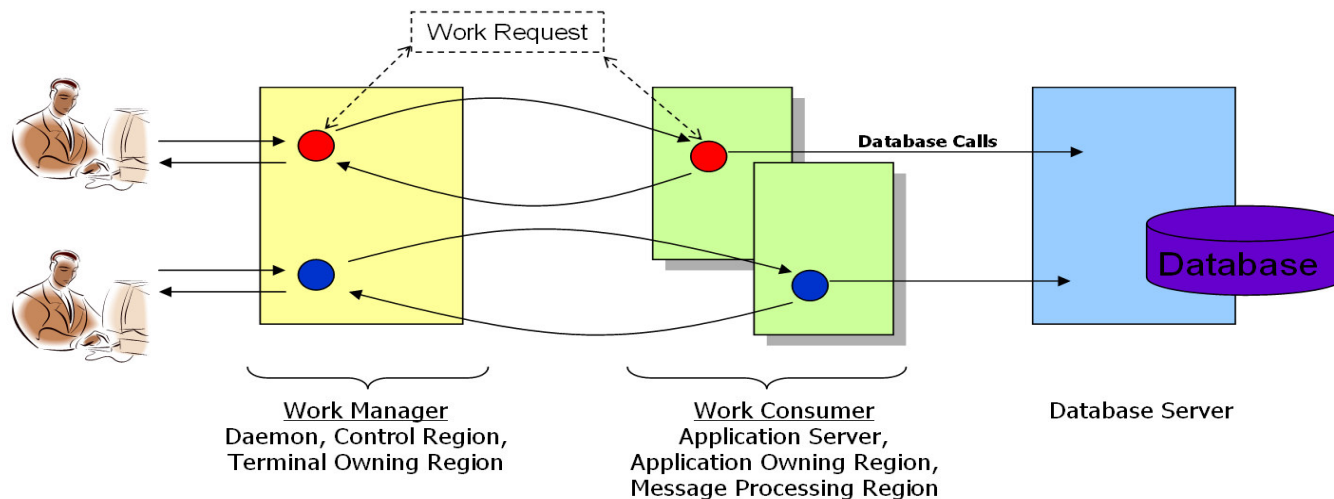 Work Request
Database Calls
Database
Work Manager
Daemon, Control Region,
Terminal Owning Region
Work Consumer
Application Server,
Application Owning Region,
Message Processing Region
Database Server